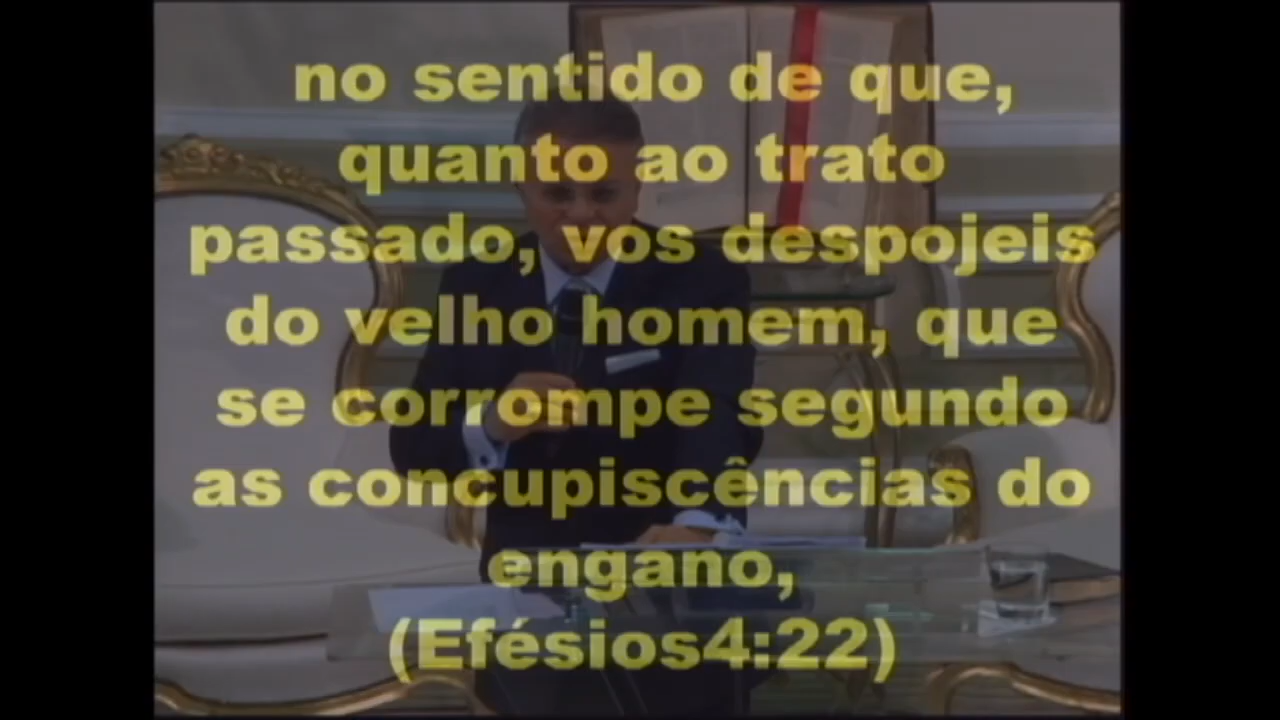 no sentido de que,
quanto ao trato
passado, vos despojeis
do velho homem, que
se corrompe segundo
as concupiscências do
engano,
(Efésios4:22)